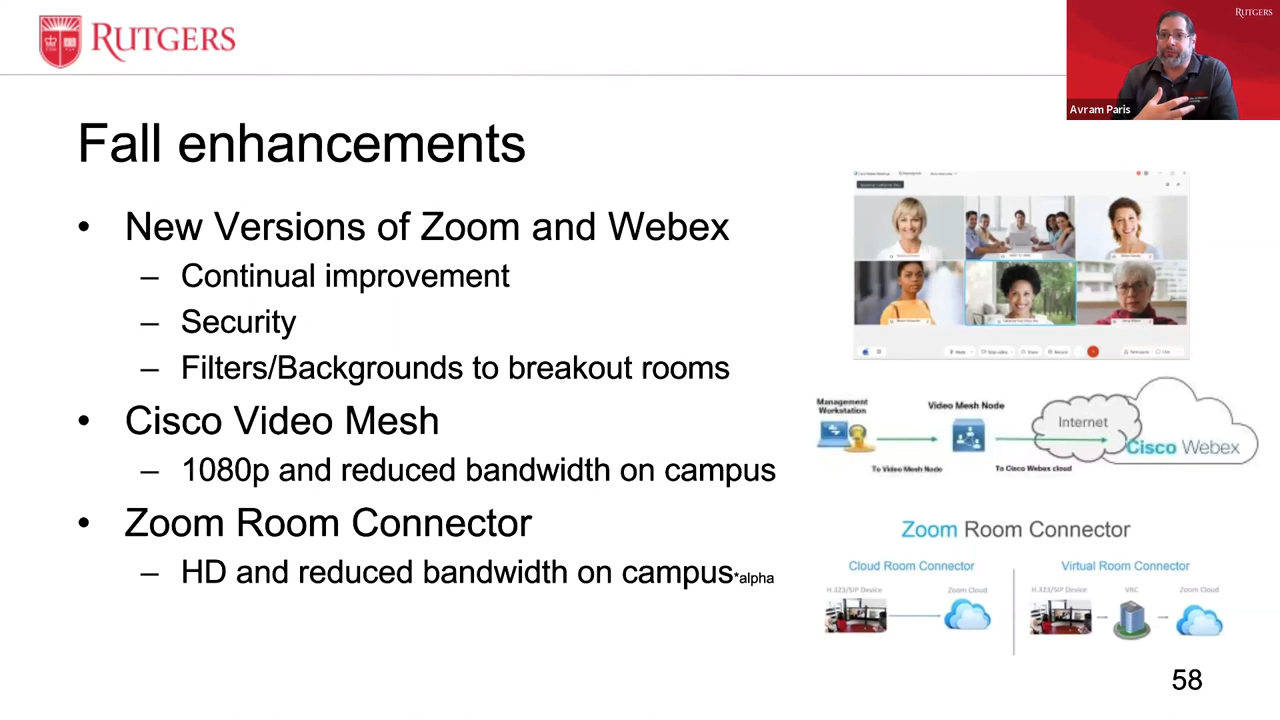 RUTGERS
RUTGERS
Avram Paris
Fall enhancements
• New Versions of Zoom and Webex
– Continual improvement
– Security
– Filters/Backgrounds to breakout rooms
• Cisco Video Mesh
– 1080p and reduced bandwidth on campus
• Zoom Room Connector
– HD and reduced bandwidth on campus*alpha
Management
Workstation
Video Mesh Node
Internet
Cisco Webex
To Video Mesh Node
To Cisco Webex cloud
Zoom Room Connector
Cloud Room Connector
Virtual Room Connector
H.323/SIP Device
Zoom Cloud
H.323/SIP Device
VRC
Zoom Cloud
58